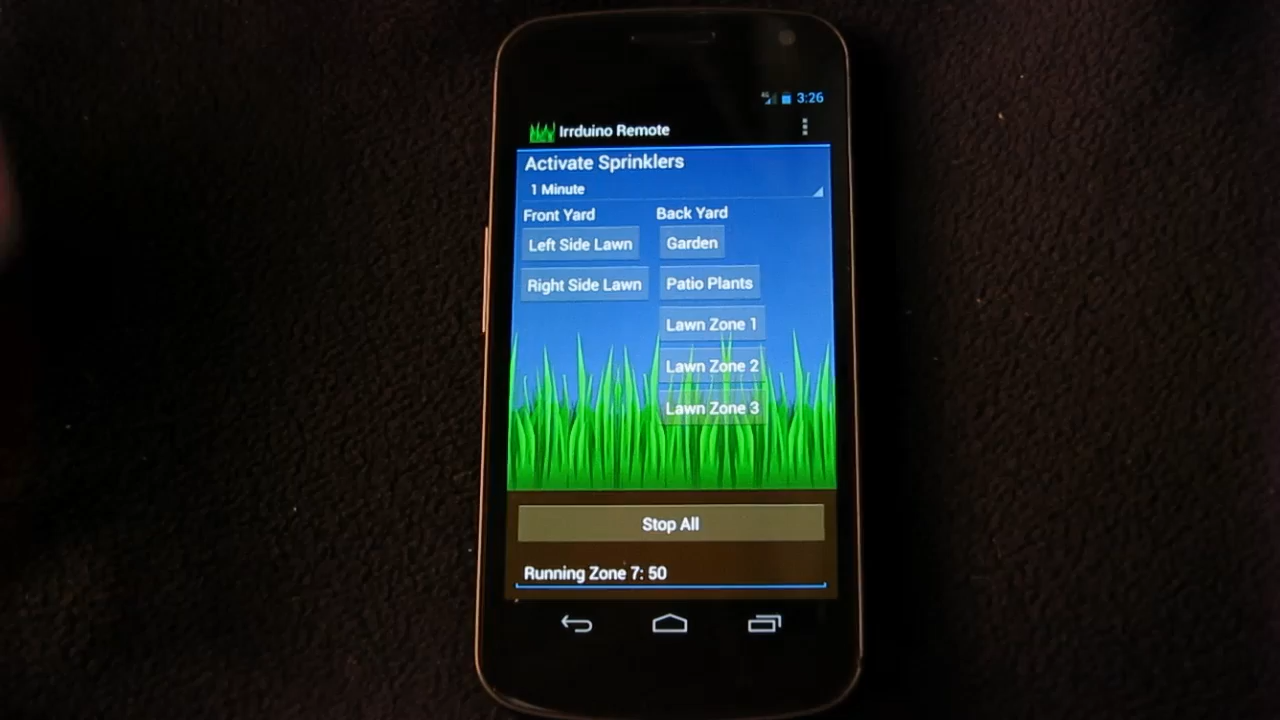 4G 3:26
Irrduino Remote
Activate Sprinklers
1 Minute
Front Yard
Back Yard
Left Side Lawn
Garden
Right Side Lawn
Patio Plants
Lawn Zone 1
Lawn Zone 2
Lawn Zone 3
Stop All
Running Zone 7: 50